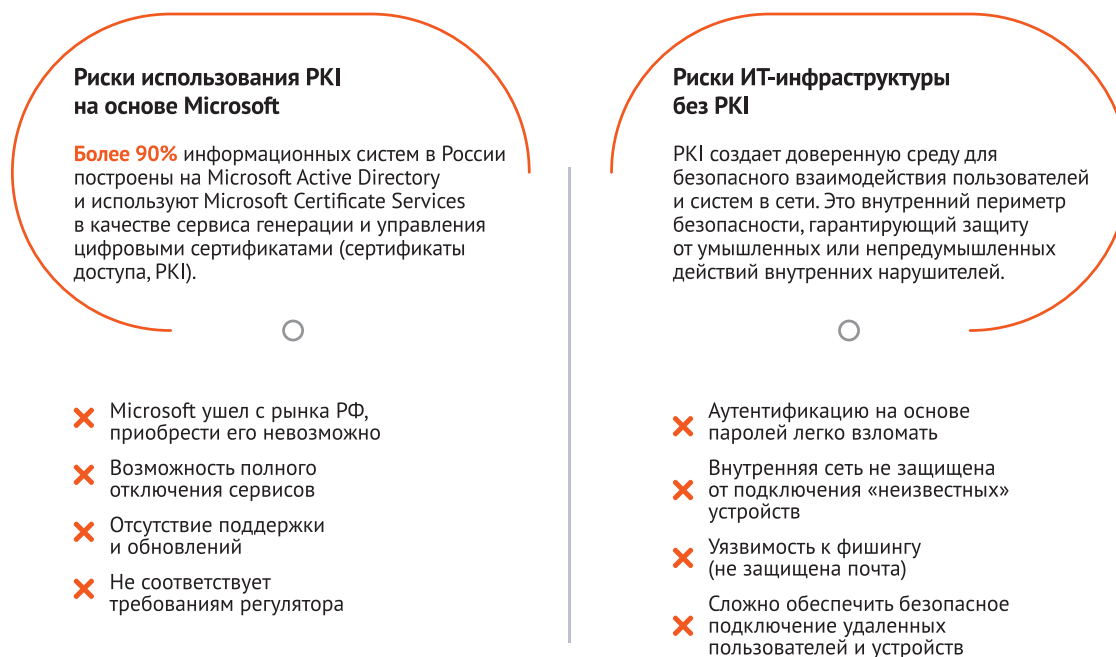 Риски использования PKI
на основе Microsoft
Более 90% информационных систем в России
построены на Microsoft Active Directory
и используют Microsoft Certificate Services
в качестве сервиса генерации и управления
цифровыми сертификатами (сертификаты
доступа, PKI).
Microsoft ушел с рынка РФ,
приобрести его невозможно
Возможность полного
отключения сервисов
Отсутствие поддержки
и обновлений
Не соответствует
требованиям регулятора
Риски ИТ-инфраструктуры
без PKI
PKI создает доверенную среду для
безопасного взаимодействия пользователей
и систем в сети. Это внутренний периметр
безопасности, гарантирующий защиту
от умышленных или непредумышленных
действий внутренних нарушителей.
Аутентификацию на основе
паролей легко взломать
Внутренняя сеть не защищена
от подключения «неизвестных»
устройств
Уязвимость к фишингу
(не защищена почта)
Сложно обеспечить безопасное
подключение удаленных
пользователей и устройств